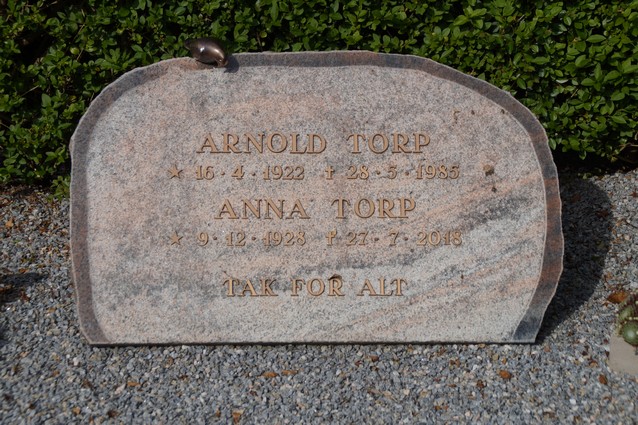 ARNOLD TORP
★ 16·4·1922 ✝ 28·5·1985
ANNA TORP
★ 9·12·1928 ✝ 27·7·2018
TAK FOR ALT